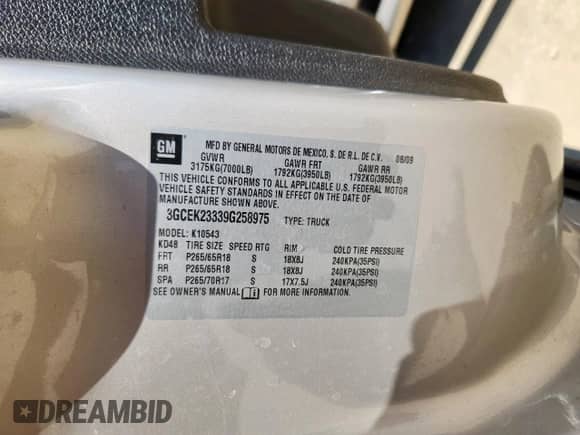 GM
MFD BY GENERAL MOTORS DE MEXICO, S. DE R.L. DE C.V. 08/09
GVWR GAWR FRT GAWR RR
3175KG(7000LB) 1792KG(3950LB) 1792KG(3950LB)
THIS VEHICLE CONFORMS TO ALL APPLICABLE U.S. FEDERAL MOTOR
VEHICLE SAFETY STANDARDS IN EFFECT ON THE DATE OF
MANUFACTURE SHOWN ABOVE.
3GCEK23339G258975 TYPE: TRUCK
MODEL: K10543
KD48 TIRE SIZE SPEED RTG RIM COLD TIRE PRESSURE
FRT P265/65R18 S 18X8J 240KPA(35PSI)
RR P265/65R18 S 18X8J 240KPA(35PSI)
SPA P265/70R17 S 17X7.5J 240KPA(35PSI)
SEE OWNER'S MANUAL FOR MORE INFORMATION.
DREAMBID